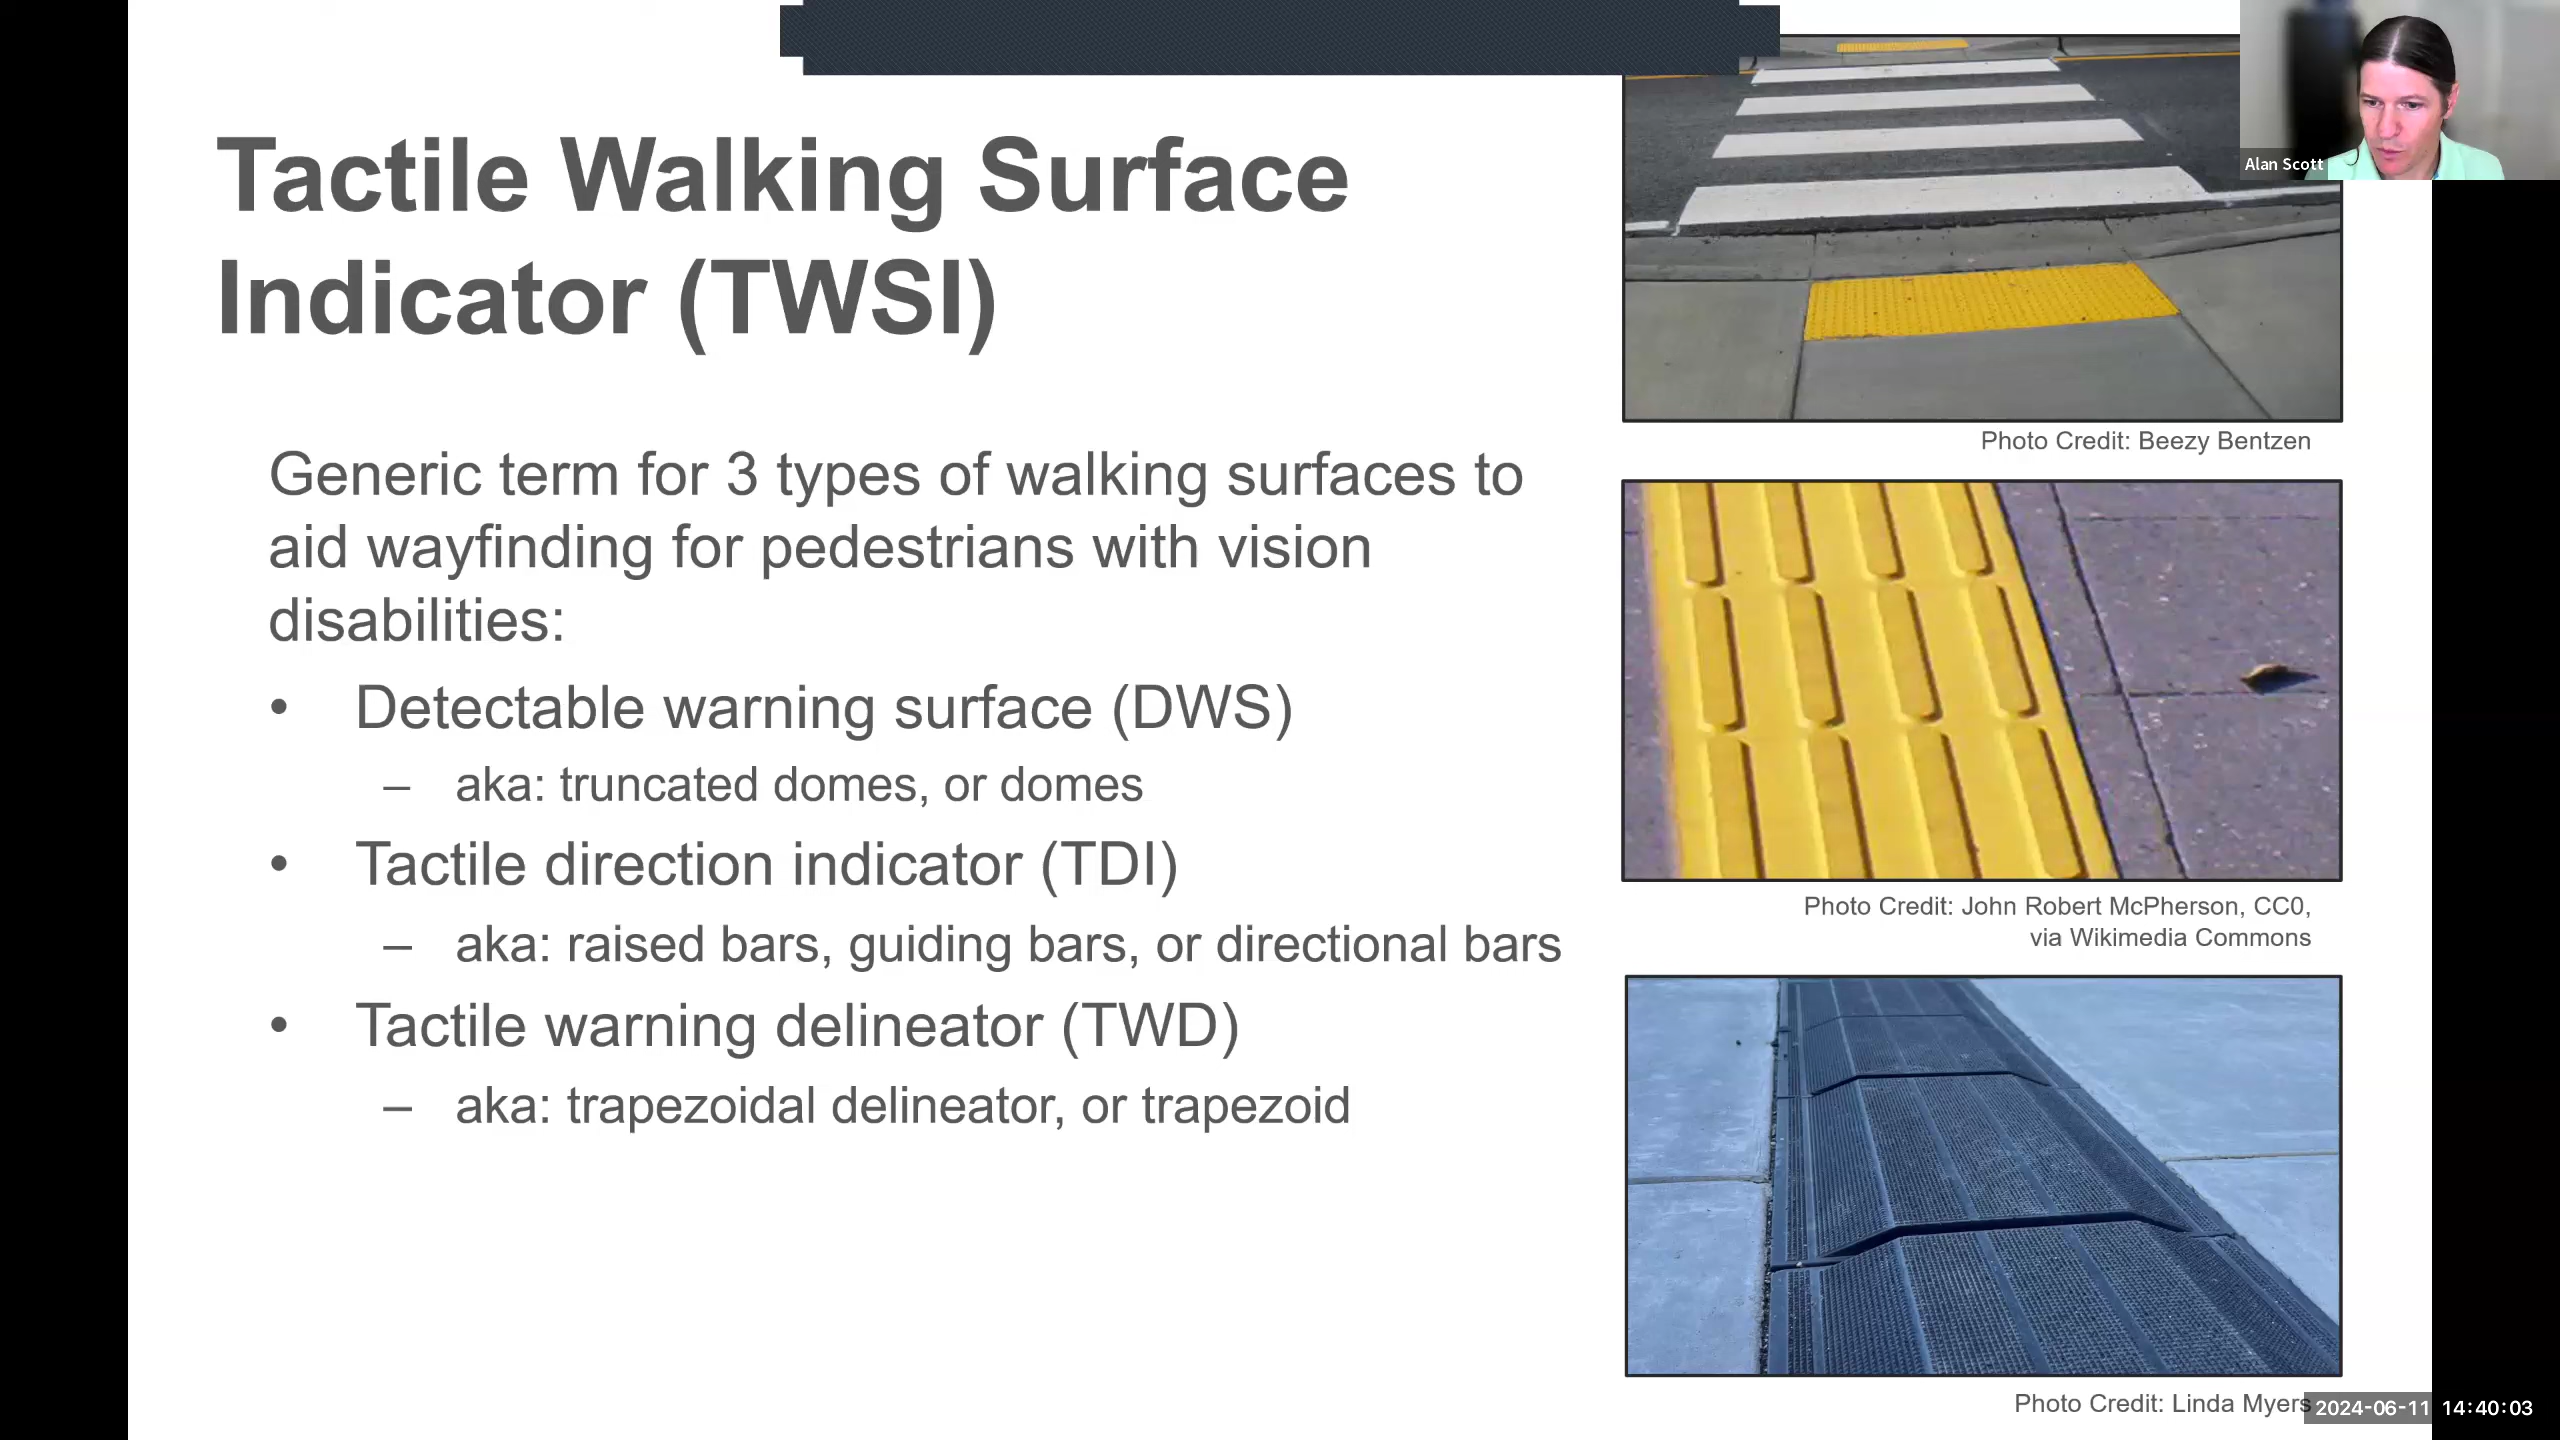 Tactile Walking Surface
Indicator (TWSI)
Generic term for 3 types of walking surfaces to
aid wayfinding for pedestrians with vision
disabilities:
• Detectable warning surface (DWS)
– aka: truncated domes, or domes
• Tactile direction indicator (TDI)
– aka: raised bars, guiding bars, or directional bars
• Tactile warning delineator (TWD)
– aka: trapezoidal delineator, or trapezoid
Alan Scott
Photo Credit: Beezy Bentzen
Photo Credit: John Robert McPherson, CC0,
via Wikimedia Commons
Photo Credit: Linda Myers
2024-06-11 14:40:03